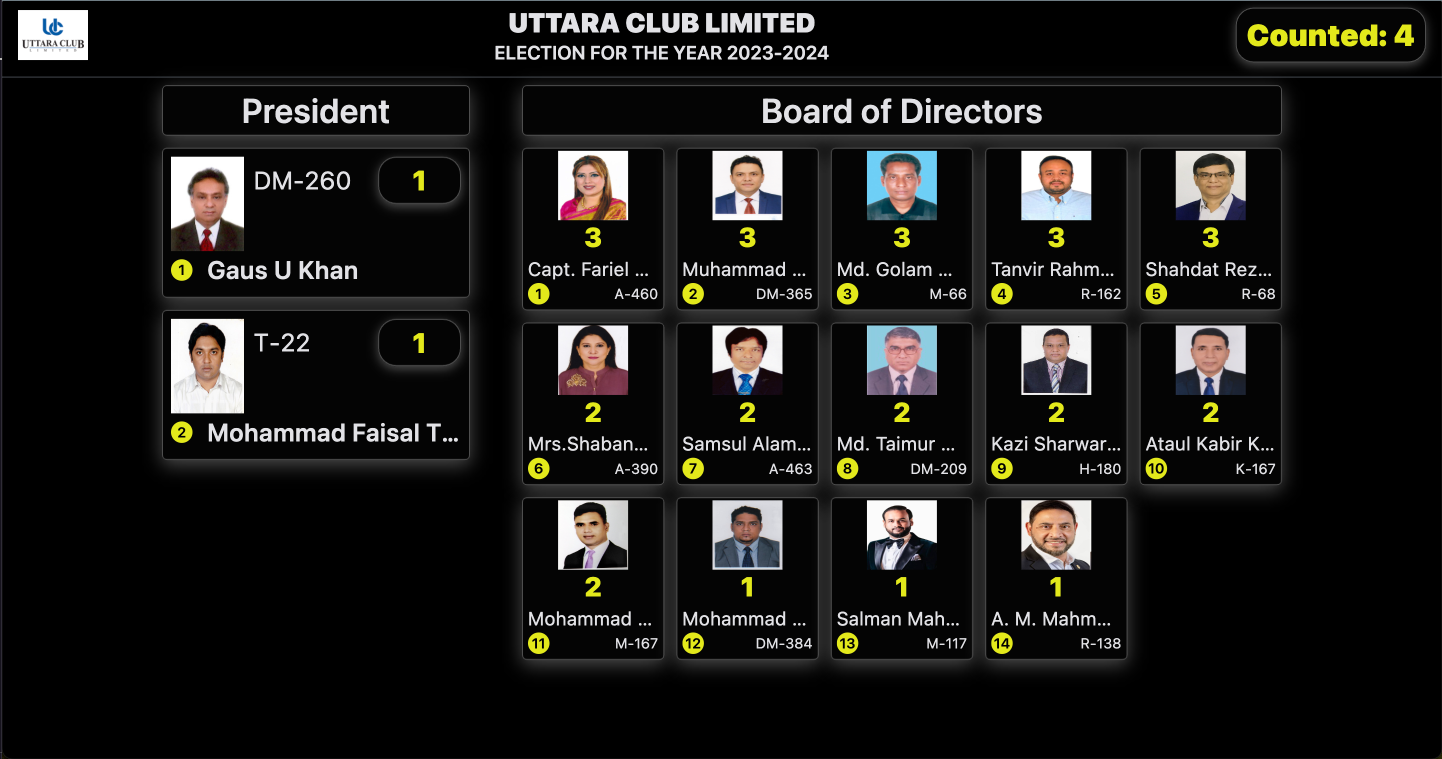 UTTARA CLUB
LIMITED
UTTARA CLUB LIMITED
ELECTION FOR THE YEAR 2023-2024
Counted: 4
President
DM-260
1
1 Gaus U Khan
T-22
1
2 Mohammad Faisal T...
Board of Directors
3
Capt. Fariel ...
1 A-460
3
Muhammad ...
2 DM-365
3
Md. Golam ...
3 M-66
3
Tanvir Rahm...
4 R-162
3
Shahdat Rez...
5 R-68
2
Mrs.Shaban...
6 A-390
2
Samsul Alam...
7 A-463
2
Md. Taimur ...
8 DM-209
2
Kazi Sharwar...
9 H-180
2
Ataul Kabir K...
10 K-167
2
Mohammad ...
11 M-167
1
Mohammad ...
12 DM-384
1
Salman Mah...
13 M-117
1
A. M. Mahm...
14 R-138